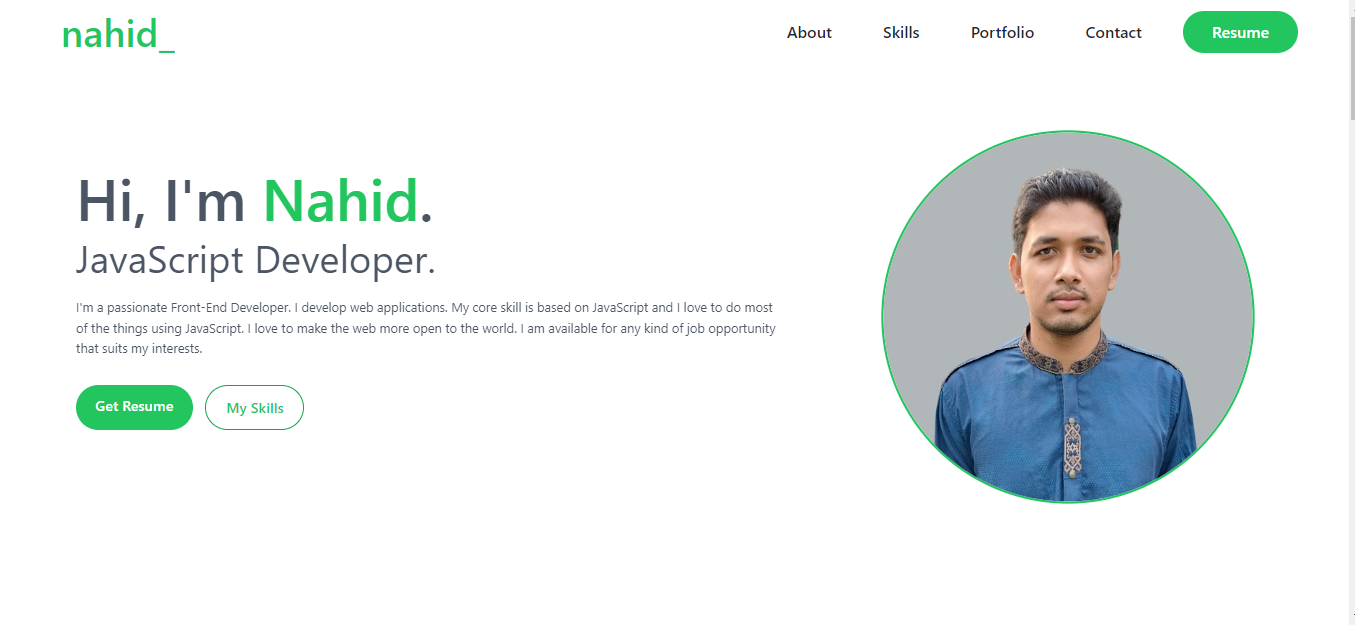 nahid_
About
Skills
Portfolio
Contact
Resume
Hi, I'm Nahid.
JavaScript Developer.
I'm a passionate Front-End Developer. I develop web applications. My core skill is based on JavaScript and I love to do most
of the things using JavaScript. I love to make the web more open to the world. I am available for any kind of job opportunity
that suits my interests.
Get Resume
My Skills